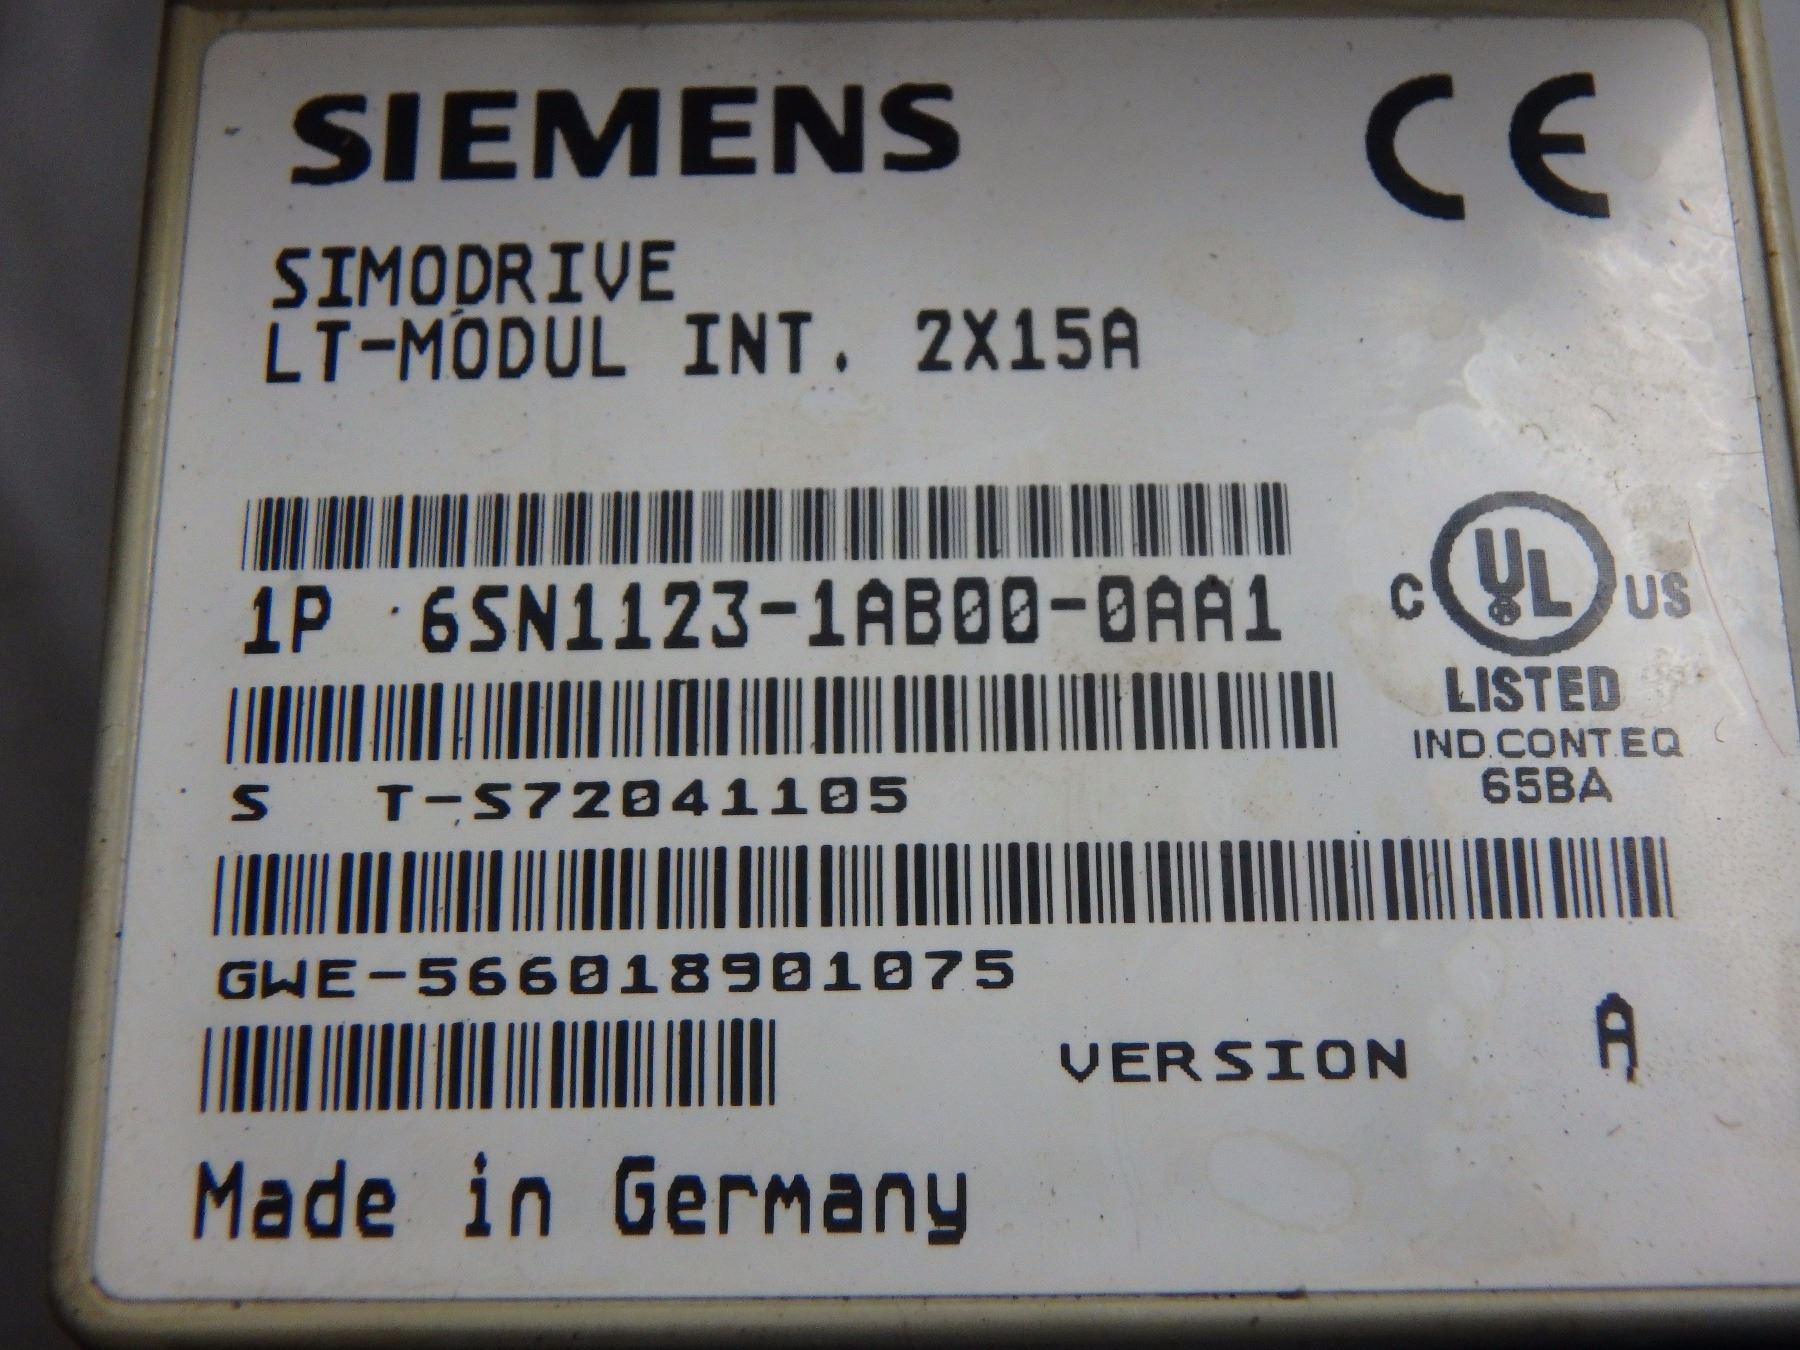 SIEMENS
CE
SIMODRIVE
LT-MODUL INT. 2X15A
1P 6SN1123-1AB00-0AA1
C UL US
LISTED
IND.CONT.EQ
65BA
S T-S72041105
GWE-566018901075
VERSION A
Made in Germany